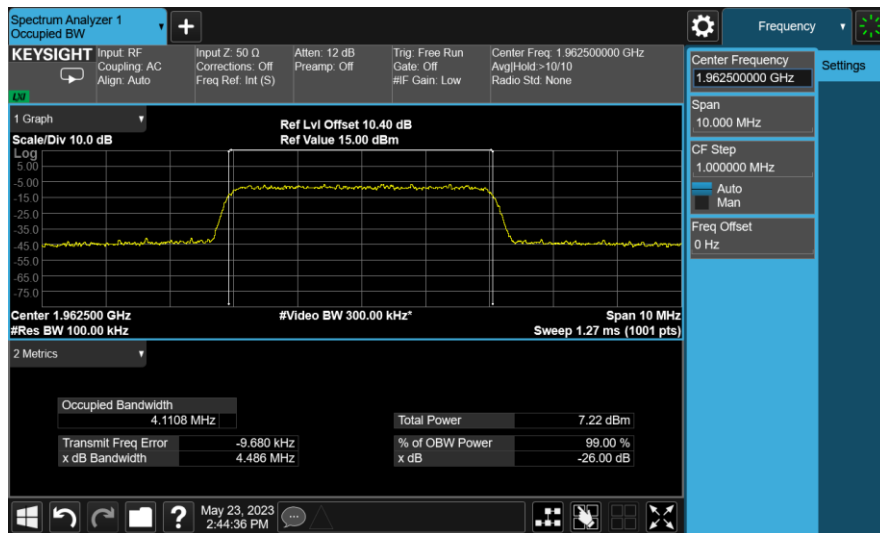 Spectrum Analyzer 1
Occupied BW
+
Frequency
KEYSIGHT
LXI
Input: RF
Coupling: AC
Align: Auto
Input Z: 50 Ω
Corrections: Off
Freq Ref: Int (S)
Atten: 12 dB
Preamp: Off
Trig: Free Run
Gate: Off
#IF Gain: Low
Center Freq: 1.962500000 GHz
Avg|Hold:>10/10
Radio Std: None
Center Frequency
1.962500000 GHz
Settings
Span
10.000 MHz
CF Step
1.000000 MHz
Auto
Man
Freq Offset
0 Hz
1 Graph
Scale/Div 10.0 dB
Ref Lvl Offset 10.40 dB
Ref Value 15.00 dBm
Log
5.00
-5.00
-15.0
-25.0
-35.0
-45.0
-55.0
-65.0
-75.0
Center 1.962500 GHz
#Res BW 100.00 kHz
#Video BW 300.00 kHz*
Span 10 MHz
Sweep 1.27 ms (1001 pts)
2 Metrics
Occupied Bandwidth
4.1108 MHz
Total Power 7.22 dBm
Transmit Freq Error -9.680 kHz
% of OBW Power 99.00 %
x dB Bandwidth 4.486 MHz
x dB -26.00 dB
?
May 23, 2023
2:44:36 PM